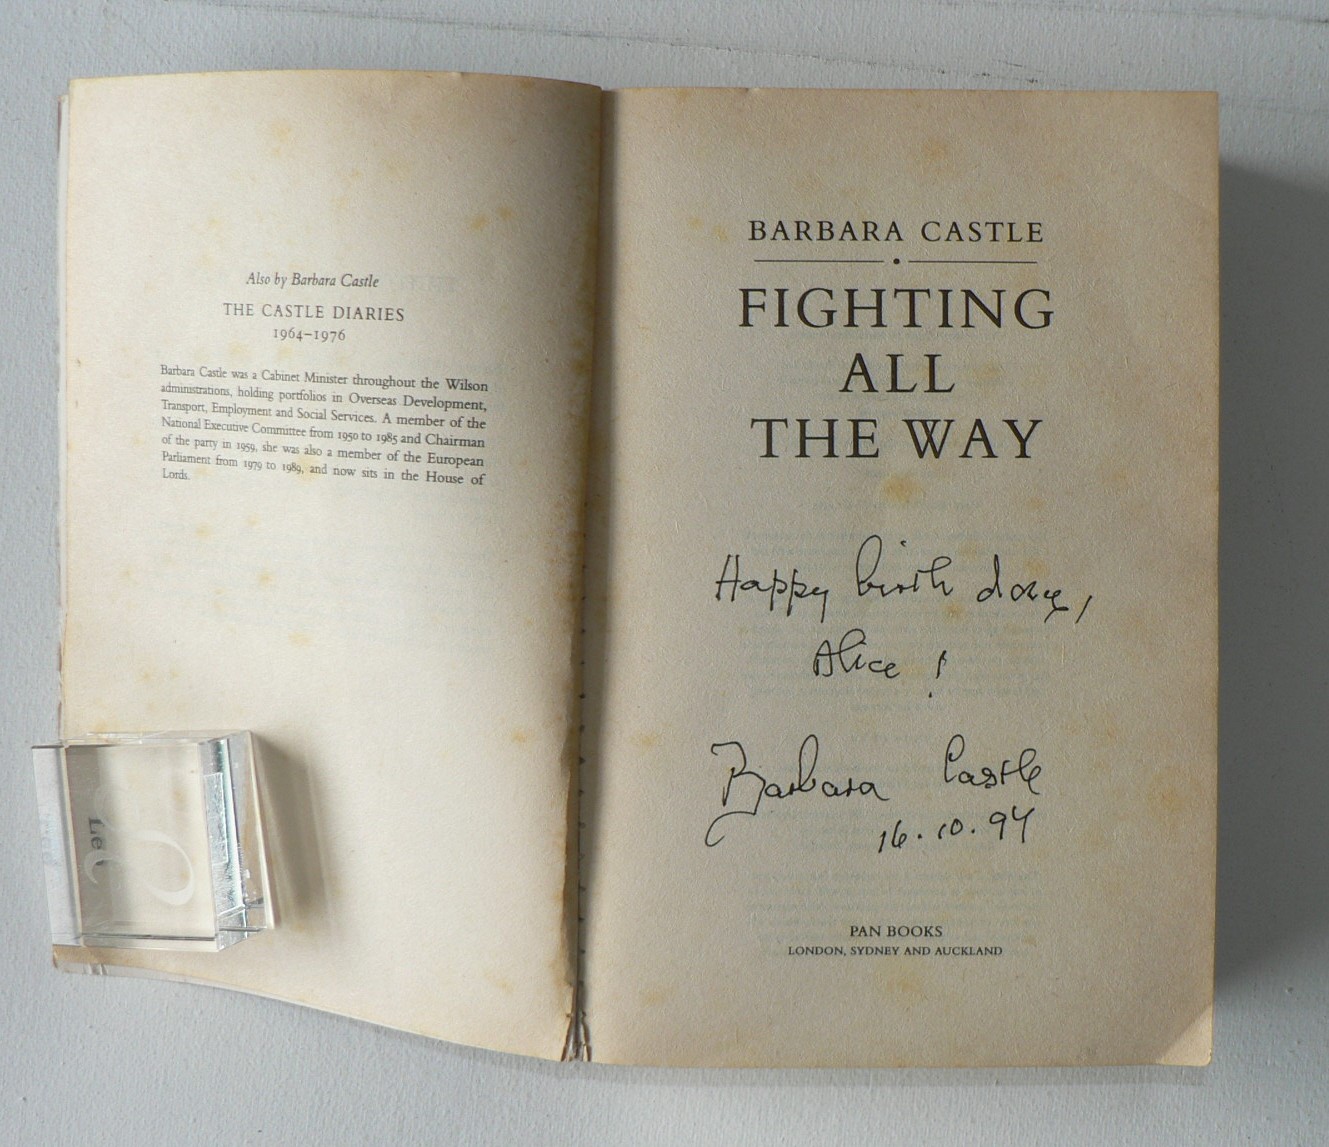 Also by Barbara Castle
THE CASTLE DIARIES
1964–1976
Barbara Castle was a Cabinet Minister throughout the Wilson
administrations, holding portfolios in Overseas Development,
Transport, Employment and Social Services. A member of the
National Executive Committee from 1950 to 1985 and Chairman
of the party in 1959, she was also a member of the European
Parliament from 1979 to 1989, and now sits in the House of
Lords.
BARBARA CASTLE
FIGHTING
ALL
THE WAY
Happy birth day,
Alice!
Barbara Castle
16.10.94
PAN BOOKS
LONDON, SYDNEY AND AUCKLAND